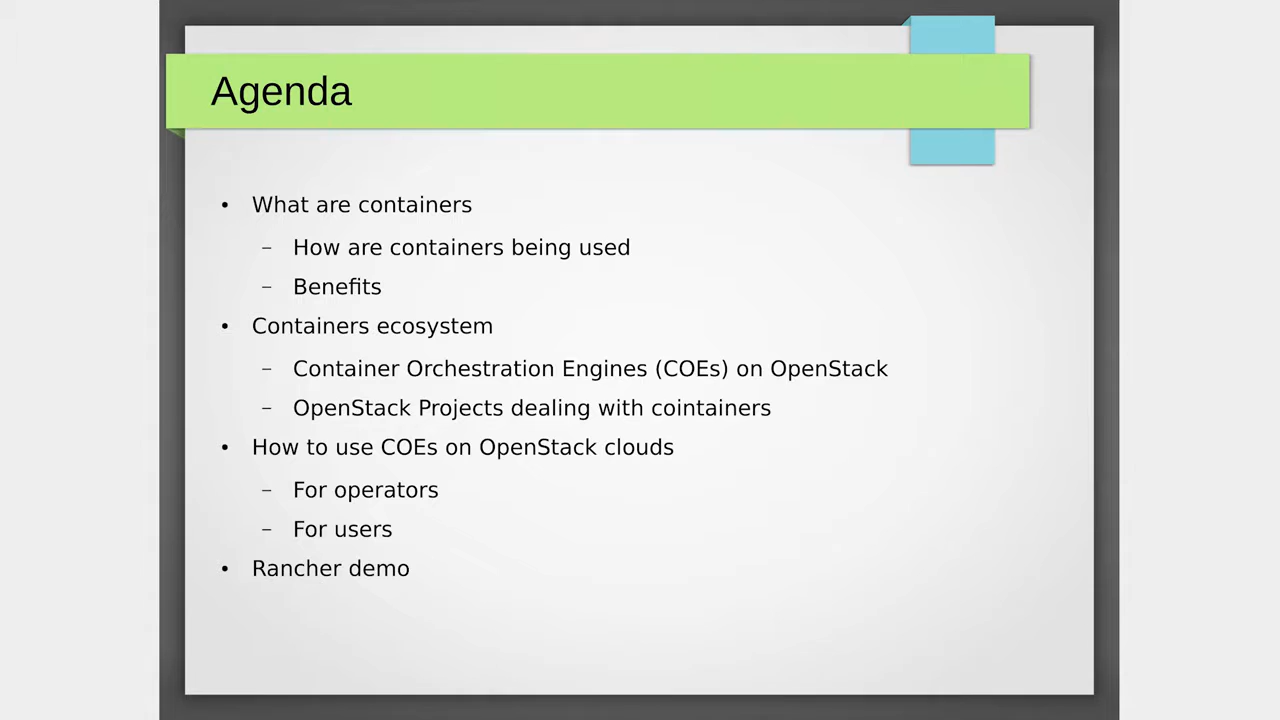 Agenda
• What are containers
– How are containers being used
– Benefits
• Containers ecosystem
– Container Orchestration Engines (COEs) on OpenStack
– OpenStack Projects dealing with cointainers
• How to use COEs on OpenStack clouds
– For operators
– For users
• Rancher demo